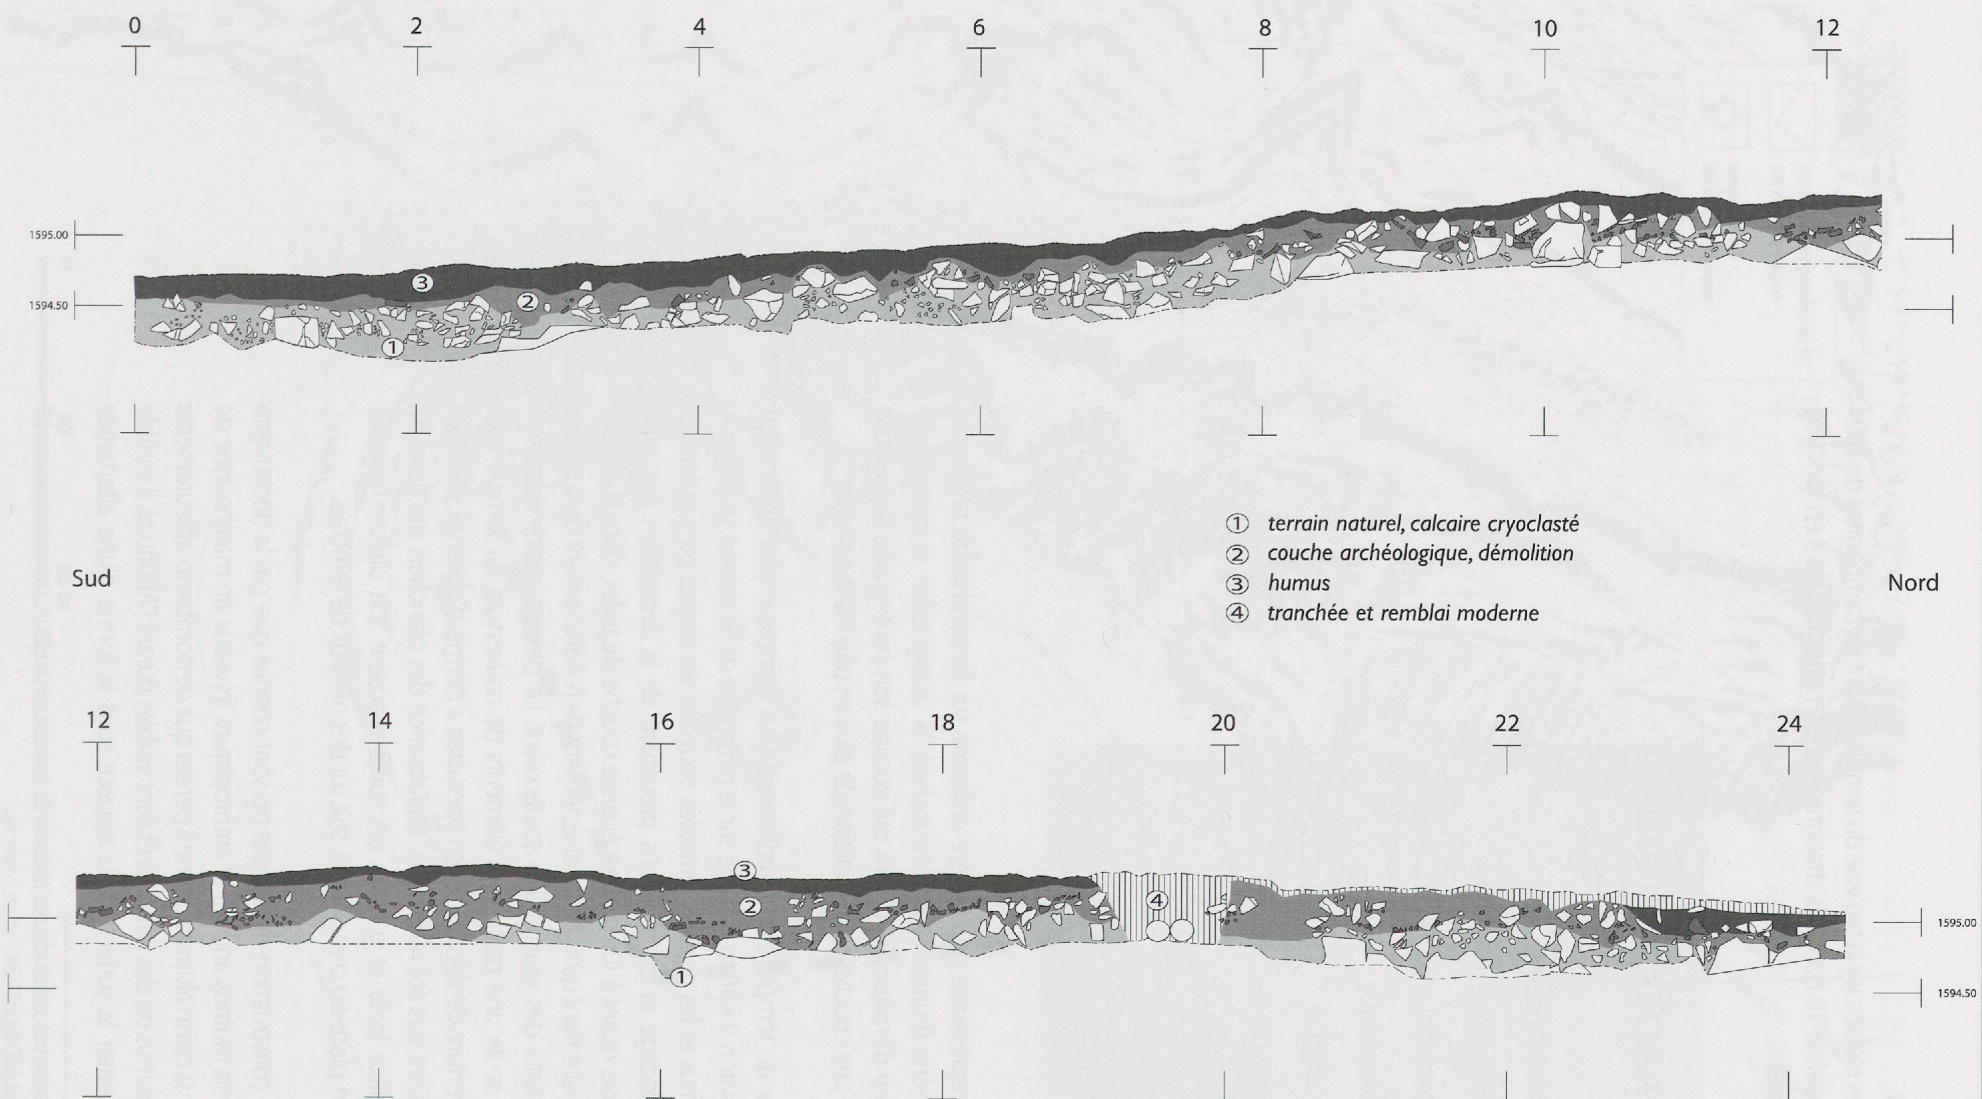 0 2 4 6 8 10 12
1595.00
1594.50
3
2
1
① terrain naturel, calcaire cryoclasté
② couche archéologique, démolition
③ humus
④ tranchée et remblai moderne
Sud Nord
12 14 16 18 20 22 24
3
4
2
1595.00
1
1594.50